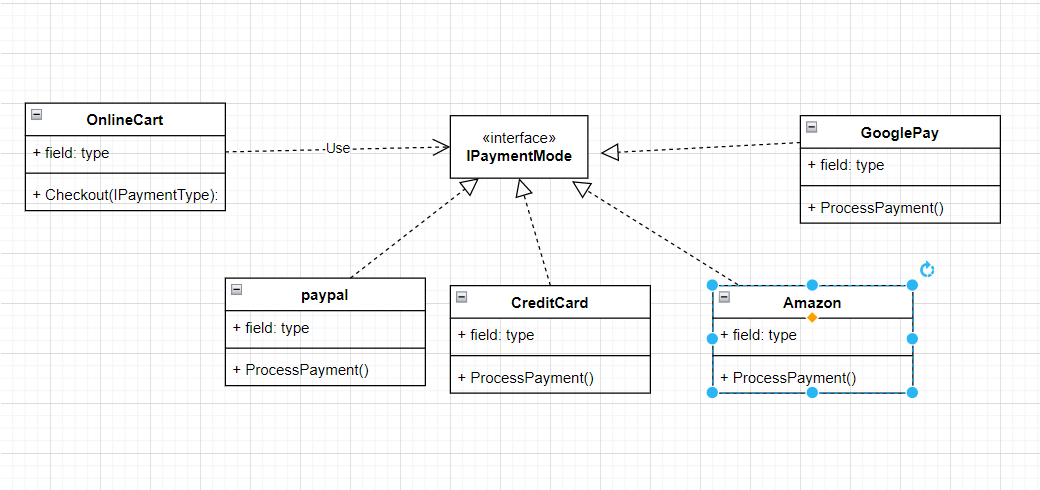 OnlineCart
+ field: type
+ Checkout(IPaymentType):
Use
«interface»
IPaymentMode
GooglePay
+ field: type
+ ProcessPayment()
paypal
+ field: type
+ ProcessPayment()
CreditCard
+ field: type
+ ProcessPayment()
Amazon
+ field: type
+ ProcessPayment()